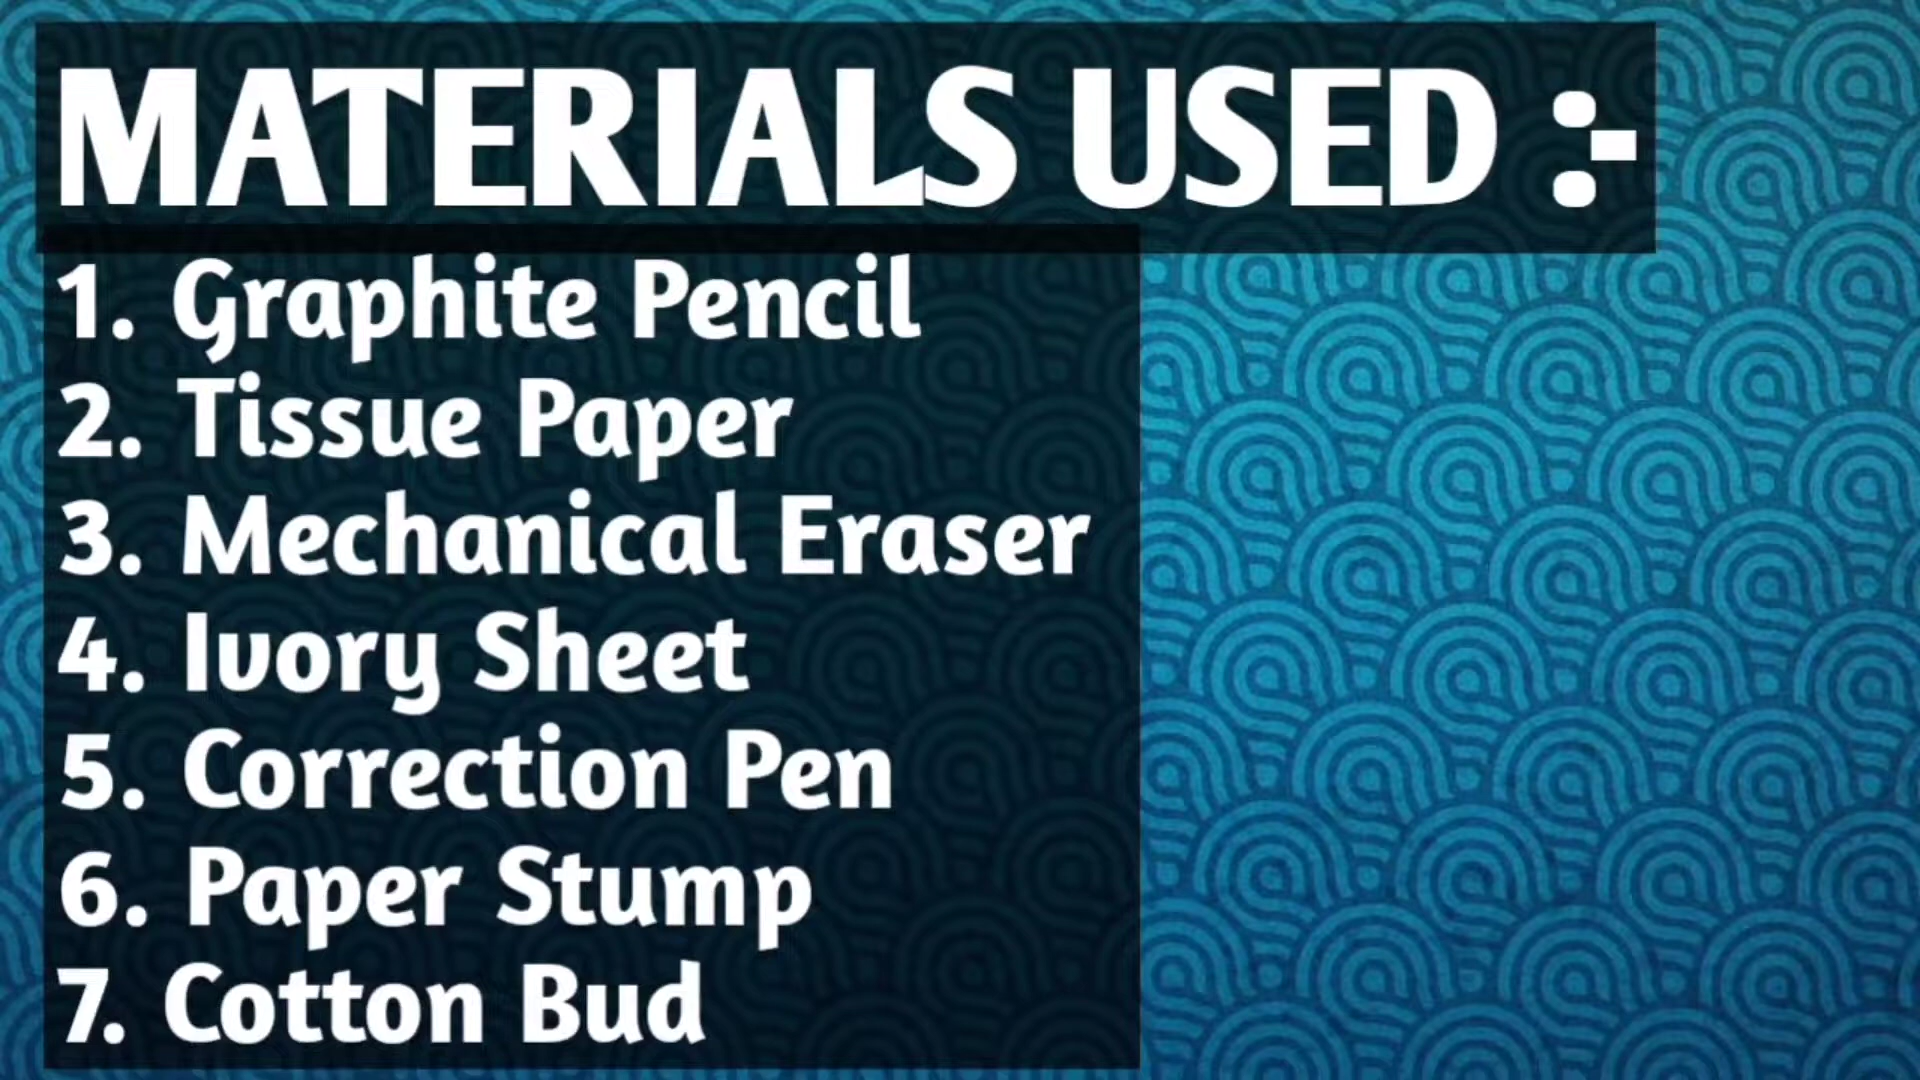 MATERIALS USED :-
1. Graphite Pencil
2. Tissue Paper
3. Mechanical Eraser
4. Ivory Sheet
5. Correction Pen
6. Paper Stump
7. Cotton Bud